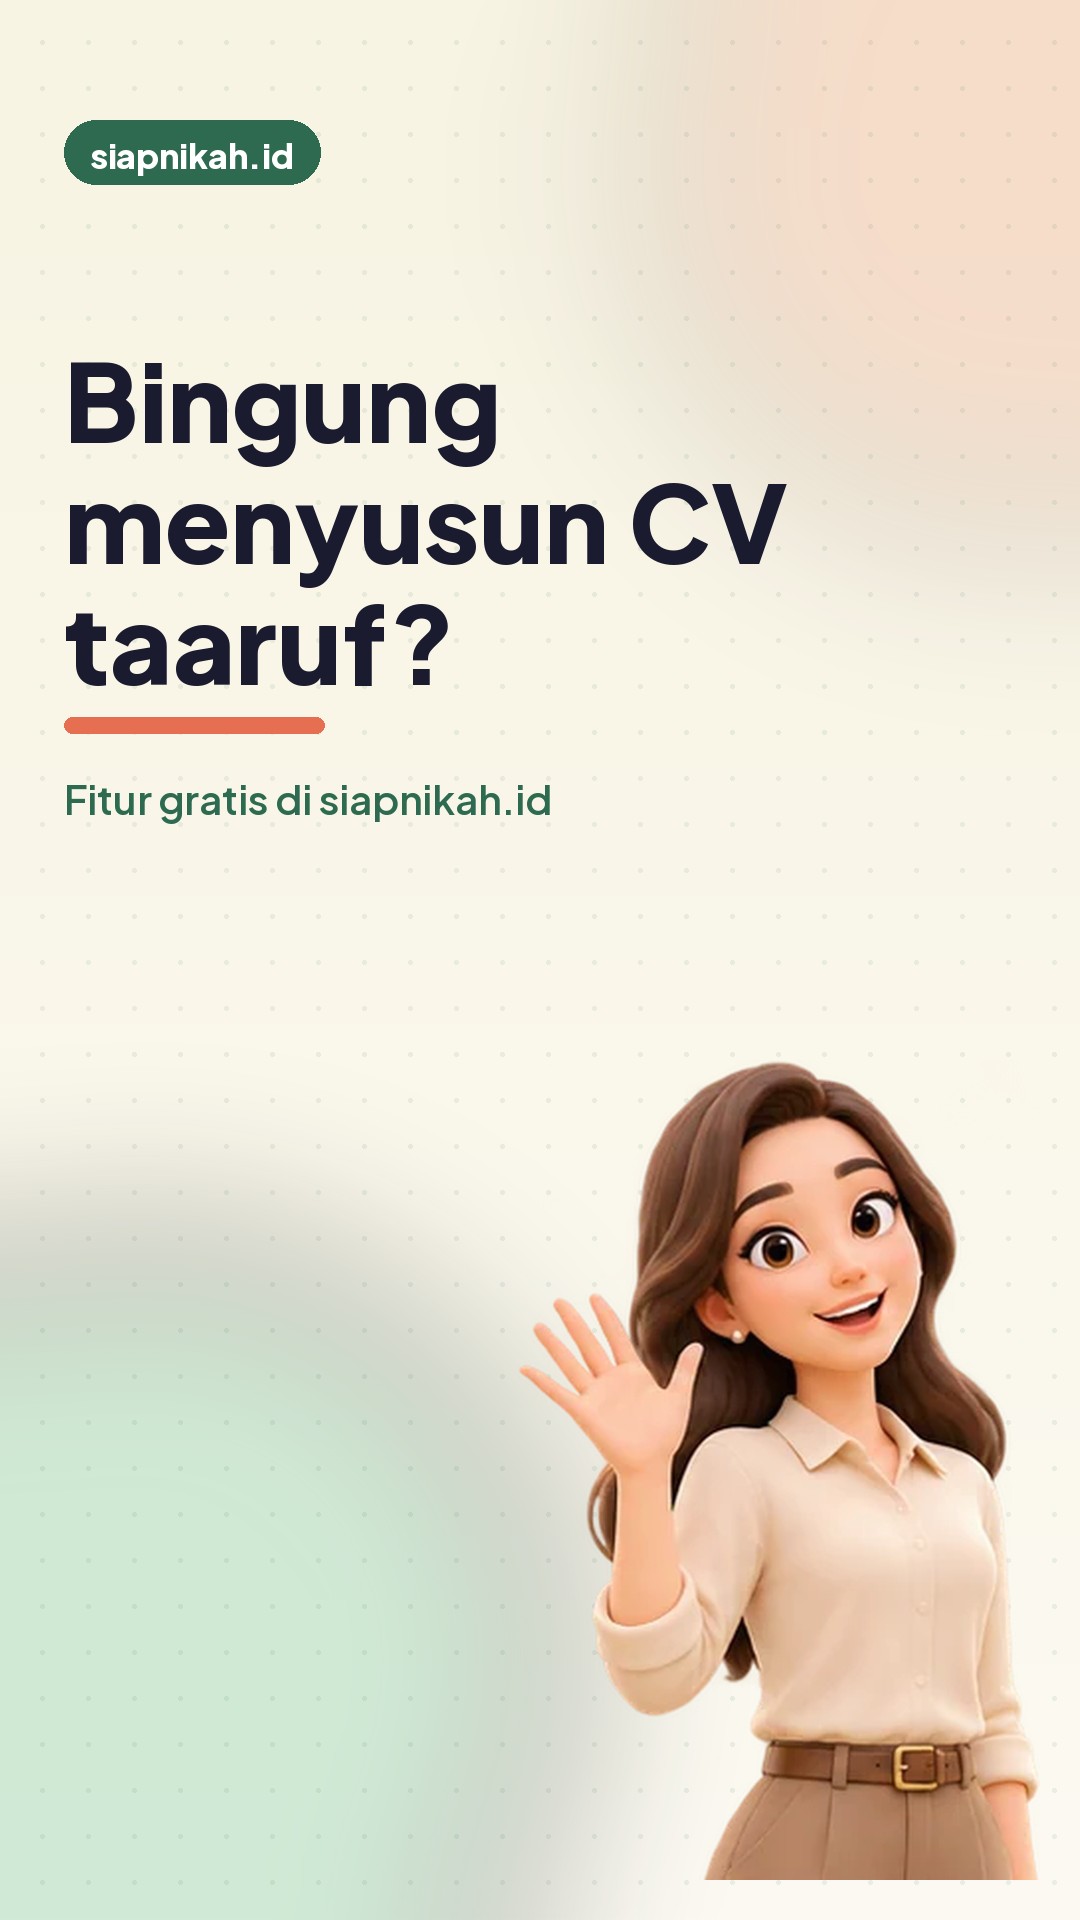 siapnikah.id
Bingung
menyusun CV
taaruf?
Fitur gratis di siapnikah.id